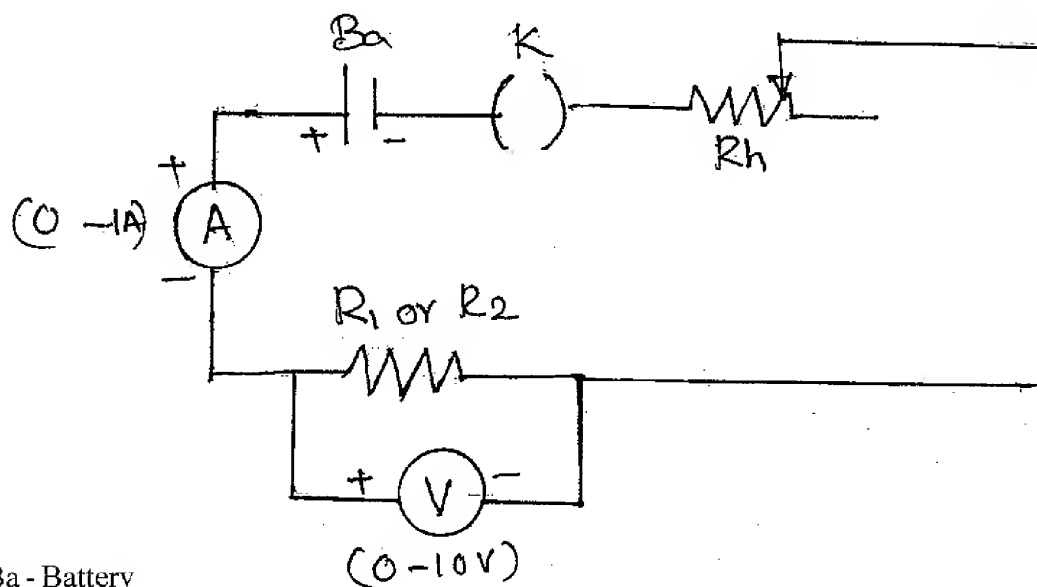 Ba
K
+ -
Rh
+
(0 - 1A) A
-
R1 or R2
+ -
V
(0-10V)
Ba - Battery